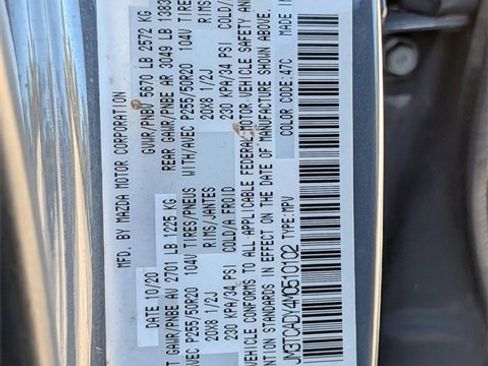 MFD. BY MAZDA MOTOR CORPORATION
DATE 10/20 GVWR/PNBV 5670 LB 2572 KG
FRONT GAWR/PNBE AV 2701 LB 1225 KG REAR GAWR/PNBE AR 3049 LB 1383
WITH/AVEC P255/50R20 104V TIRES/PNEUS WITH/AVEC P255/50R20 104V TIRE
20X8 1/2J RIMS/JANTES 20X8 1/2J RIMS
230 KPA/34 PSI COLD/A FROID 230 KPA/34 PSI COLD/
VEHICLE CONFORMS TO ALL APPLICABLE FEDERAL MOTOR VEHICLE SAFETY AN
STANDARDS IN EFFECT ON THE DATE OF MANUFACTURE SHOWN ABOVE.
JM3TCADY4M0510102 TYPE:MPV COLOR CODE:47C